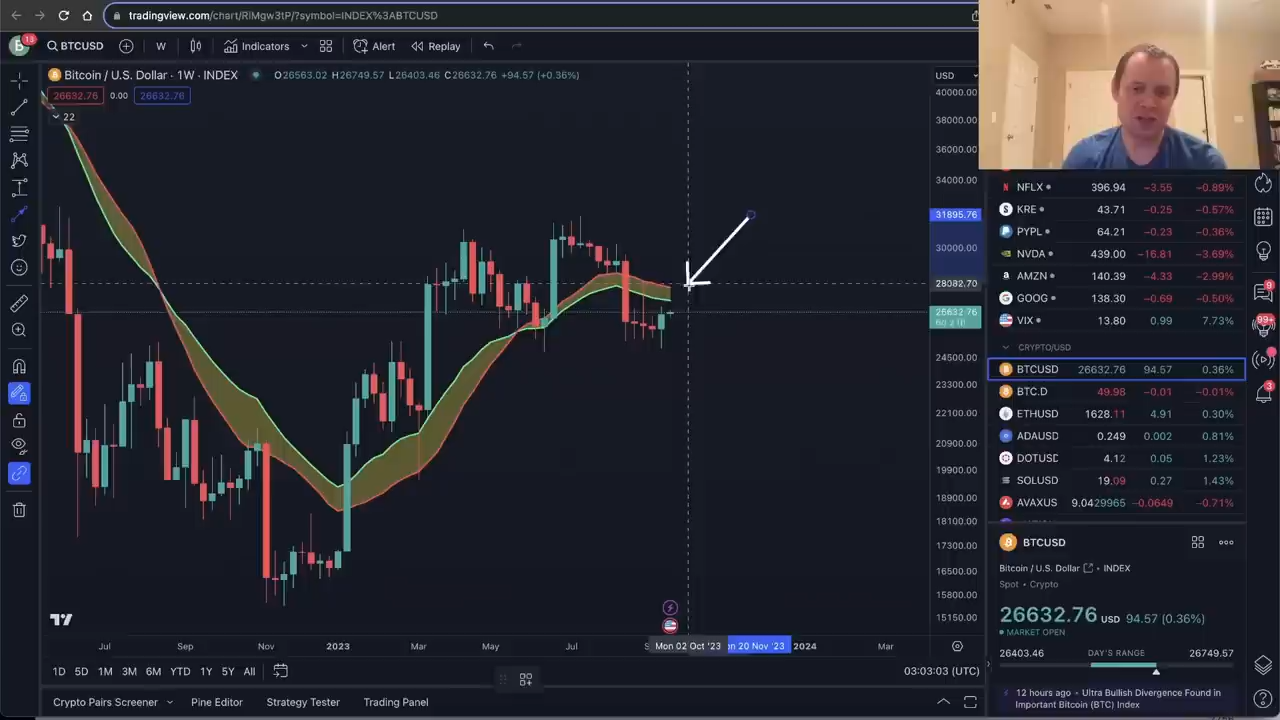 tradingview.com/chart/RlMgw3tP/?symbol=INDEX%3ABTCUSD
13 BTCUSD W Indicators Alert Replay
Bitcoin / U.S. Dollar · 1W · INDEX O26563.02 H26749.57 L26403.46 C26632.76 +94.57 (+0.36%)
26632.76 0.00 26632.76
22
USD
40000.00
38000.00
36000.00
34000.00
31895.76
30000.00
28082.70
26632.76
24500.00
23300.00
22100.00
20900.00
19900.00
18900.00
18100.00
17300.00
16500.00
15800.00
15150.00
Jul Sep Nov 2023 Mar May Jul Mon 02 Oct '23 20 Nov '23 2024 Mar
1D 5D 1M 3M 6M YTD 1Y 5Y All 03:03:03 (UTC)
Crypto Pairs Screener Pine Editor Strategy Tester Trading Panel
NFLX 396.94 −3.55 −0.89%
KRE 43.71 −0.25 −0.57%
PYPL 64.21 −0.23 −0.36%
NVDA 439.00 −16.81 −3.69%
AMZN 140.39 −4.33 −2.99%
GOOG 138.30 −0.69 −0.50%
VIX 13.80 0.99 7.73%
CRYPTO/USD
BTCUSD 26632.76 94.57 0.36%
BTC.D 49.98 −0.01 −0.01%
ETHUSD 1628.11 4.91 0.30%
ADAUSD 0.249 0.002 0.81%
DOTUSD 4.12 0.05 1.23%
SOLUSD 19.09 0.27 1.43%
AVAXUS 9.0429965 −0.0649 −0.71%
BTCUSD
Bitcoin / U.S. Dollar · INDEX
Spot · Crypto
26632.76 USD 94.57 (0.36%)
MARKET OPEN
26403.46 DAY'S RANGE 26749.57
12 hours ago · Ultra Bullish Divergence Found in
Important Bitcoin (BTC) Index
9
99+
3